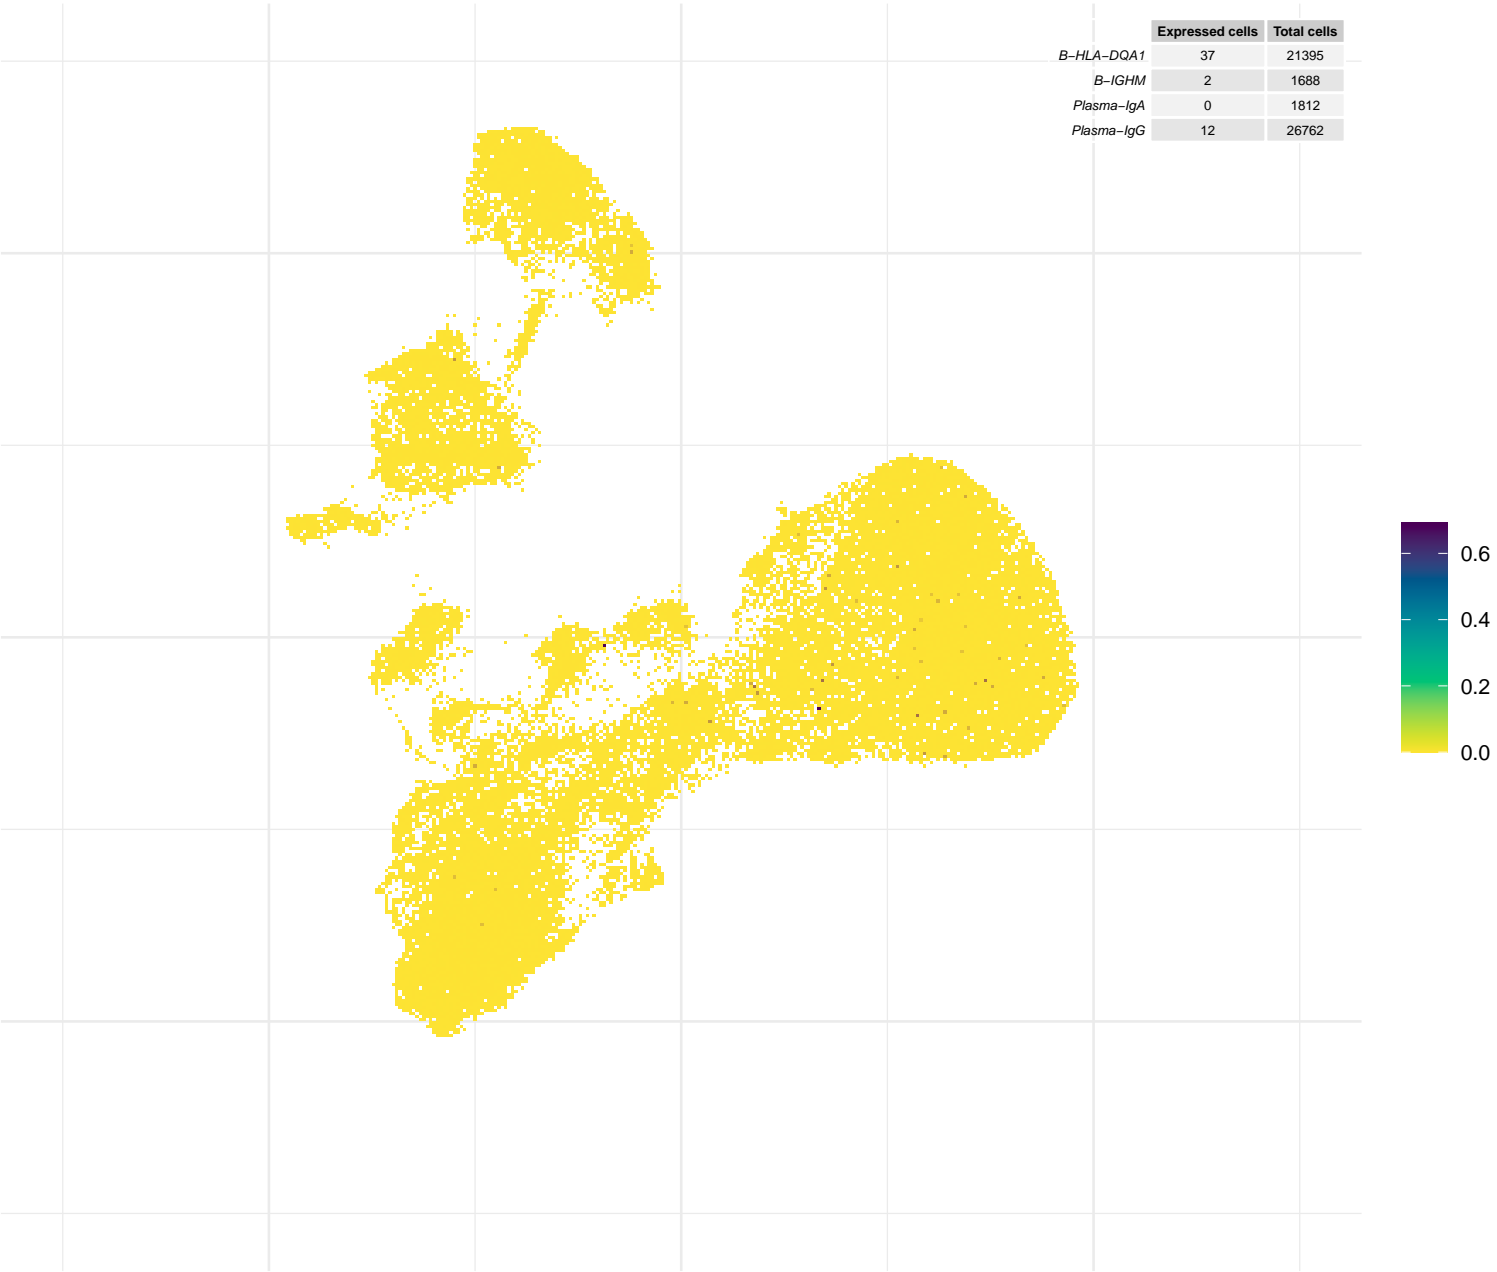 Expressed cells Total cells
B−HLA−DQA1 37 21395
B−IGHM 2 1688
Plasma−IgA 0 1812
Plasma−IgG 12 26762
0.6
0.4
0.2
0.0